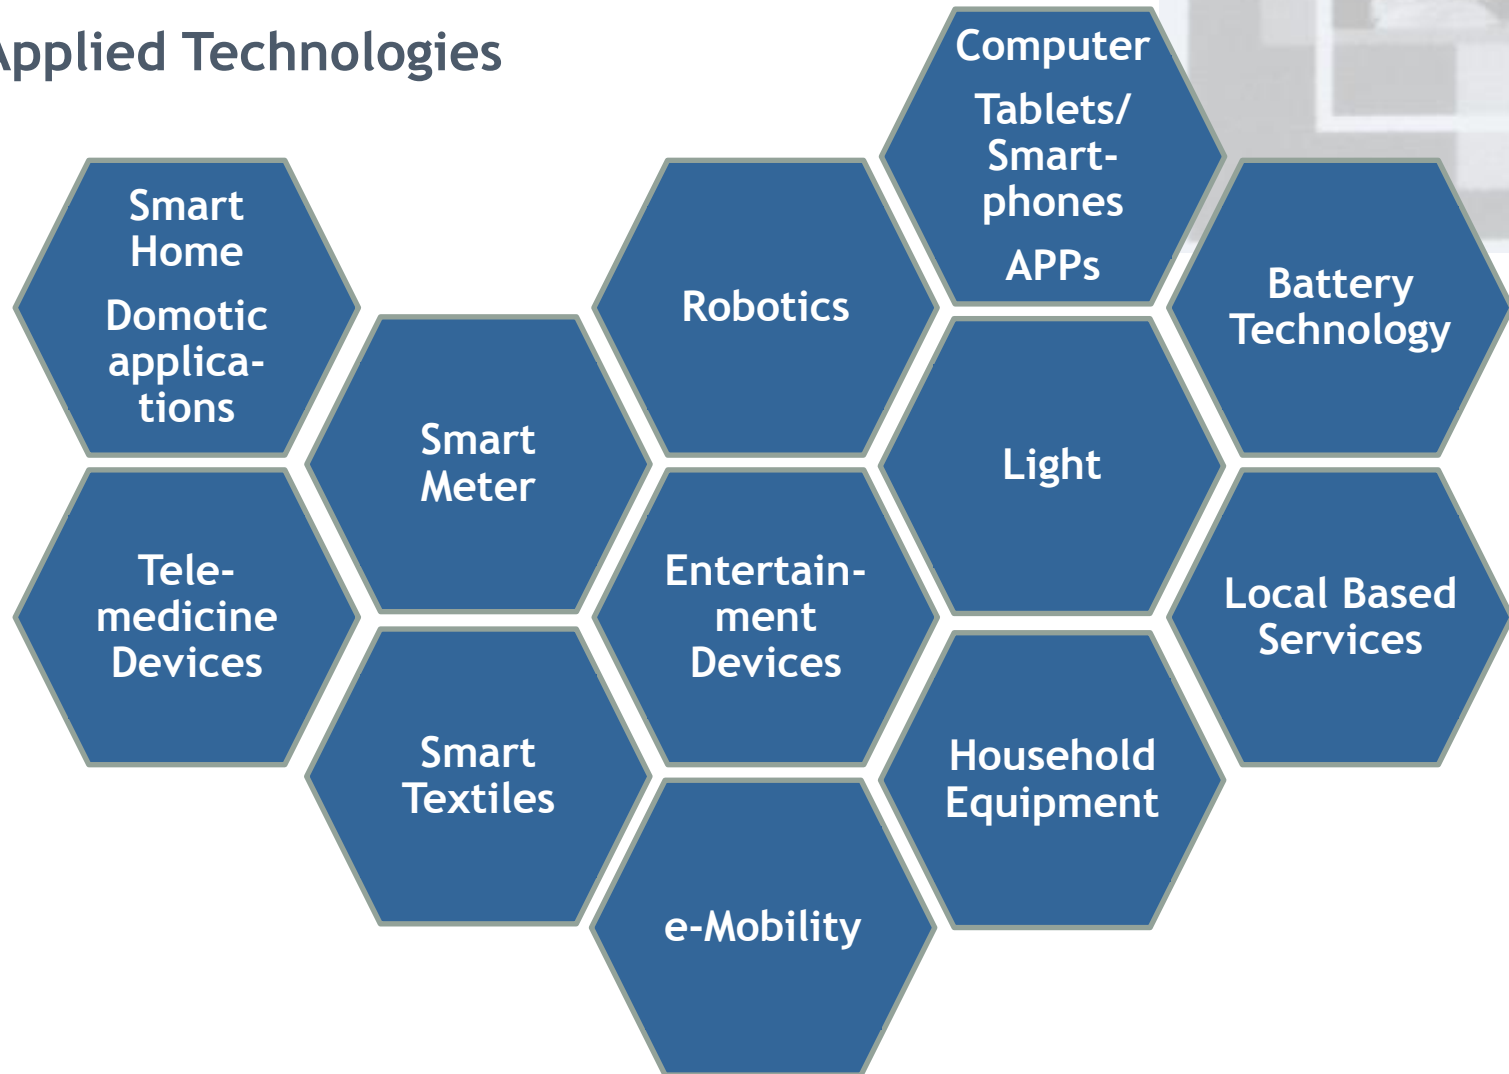 Applied Technologies
Computer
Tablets/
Smart-
phones
APPs
Smart
Home
Domotic
applica-
tions
Robotics
Battery
Technology
Smart
Meter
Light
Tele-
medicine
Devices
Entertain-
ment
Devices
Local Based
Services
Smart
Textiles
Household
Equipment
e-Mobility